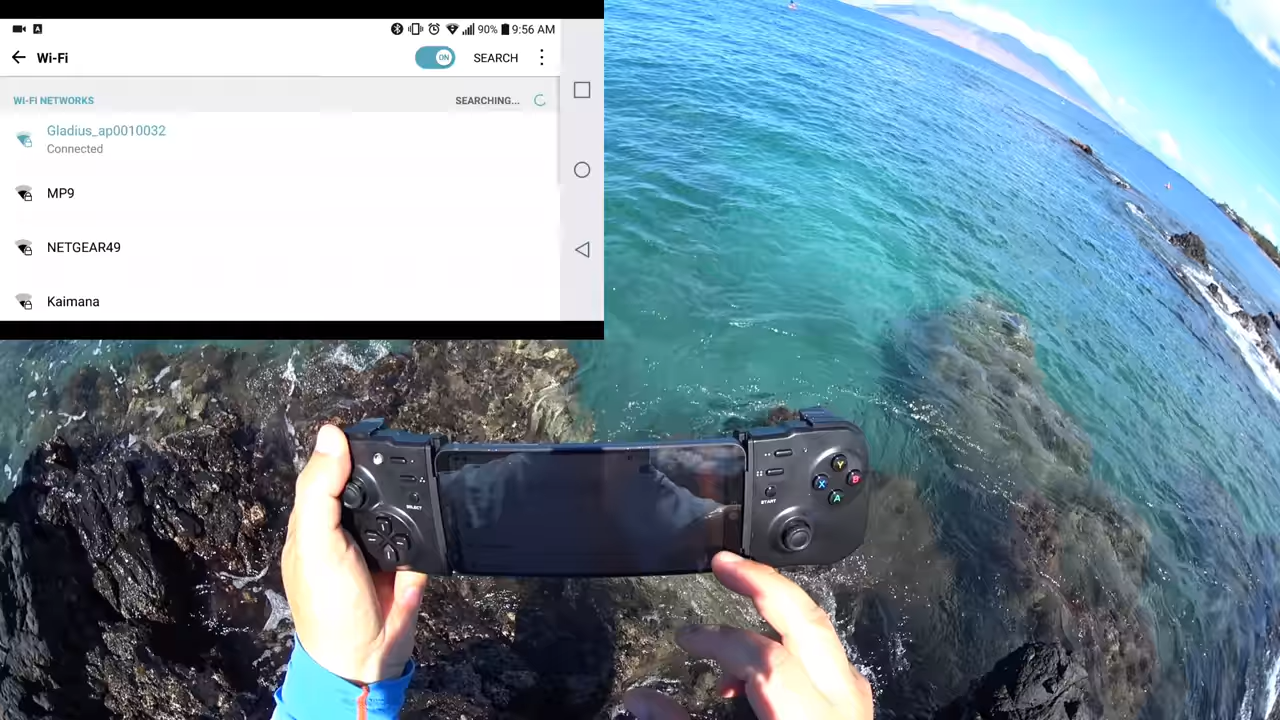 90% 9:56 AM
Wi-Fi
ON
SEARCH
WI-FI NETWORKS
SEARCHING...
Gladius_ap0010032
Connected
MP9
NETGEAR49
Kaimana
SELECT
START
Y
X
B
A